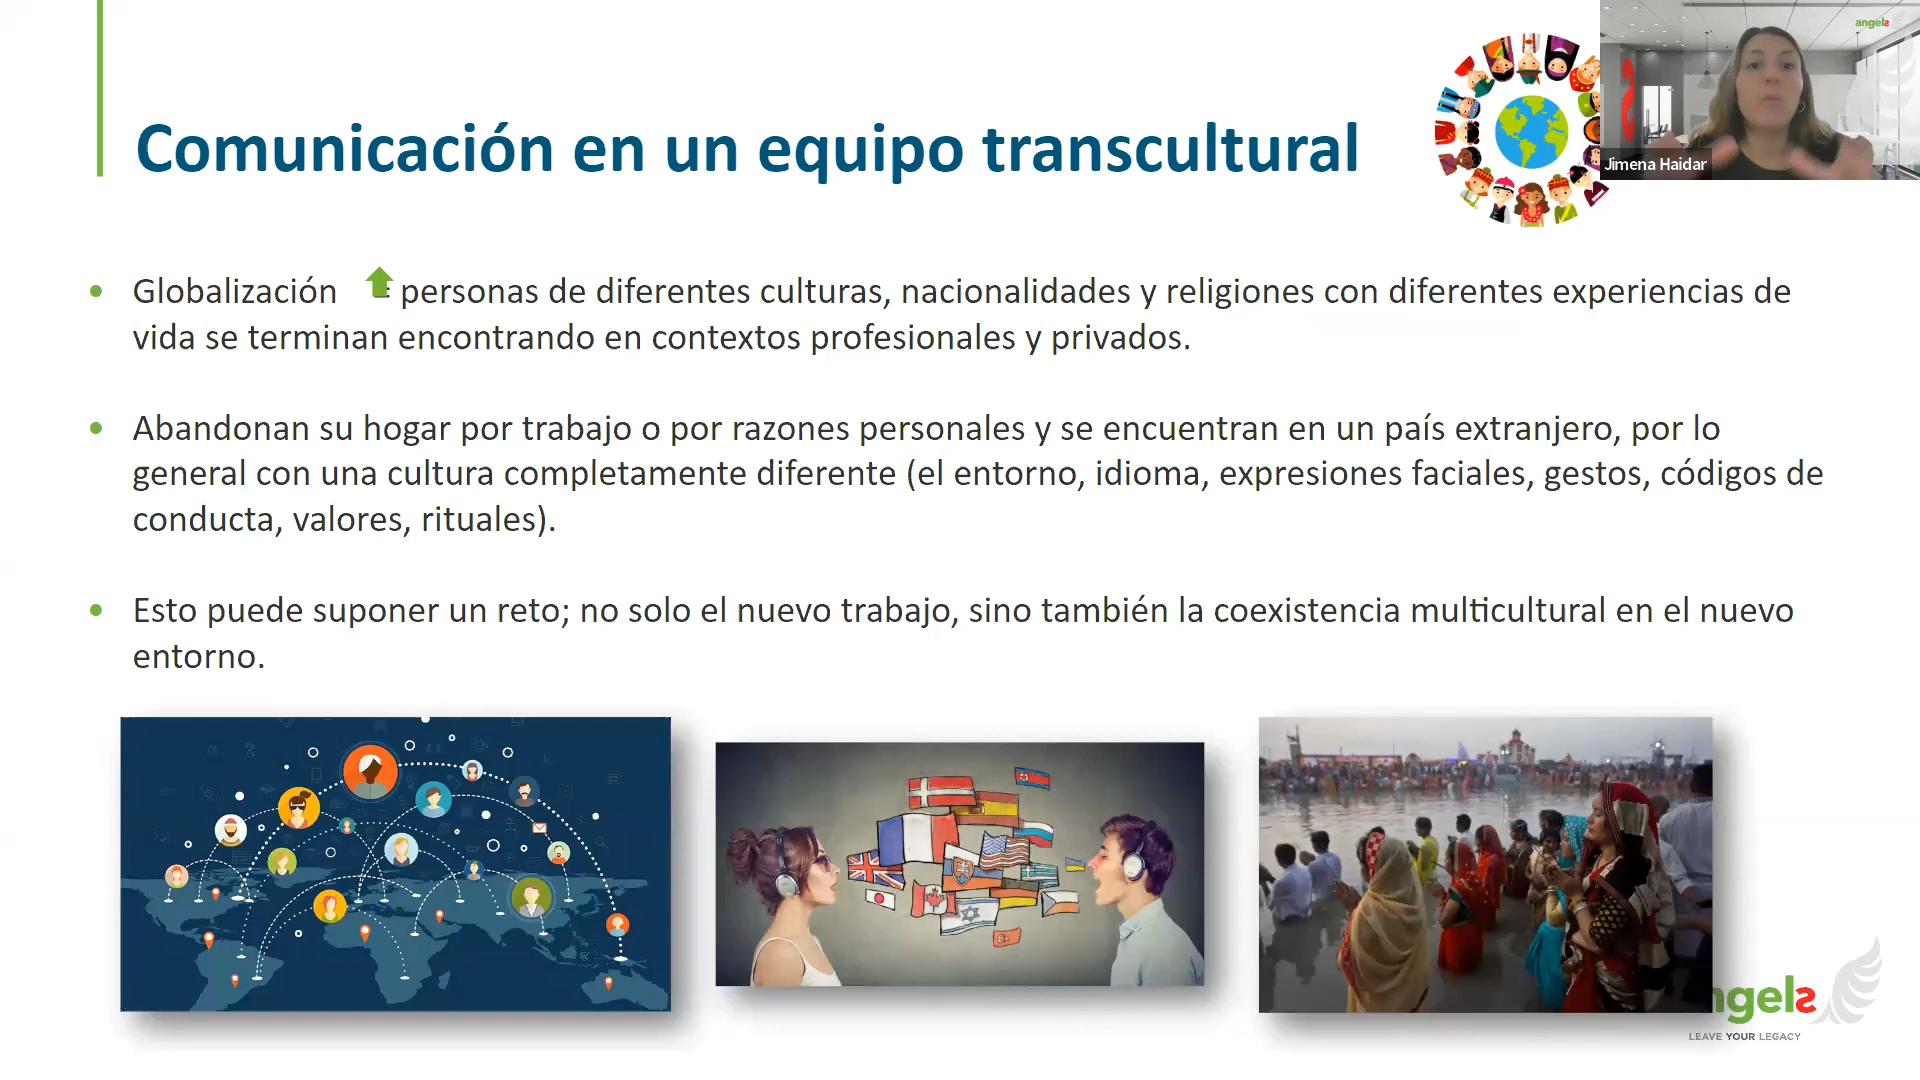 angels
Jimena Haidar
Comunicación en un equipo transcultural
• Globalización personas de diferentes culturas, nacionalidades y religiones con diferentes experiencias de
vida se terminan encontrando en contextos profesionales y privados.
• Abandonan su hogar por trabajo o por razones personales y se encuentran en un país extranjero, por lo
general con una cultura completamente diferente (el entorno, idioma, expresiones faciales, gestos, códigos de
conducta, valores, rituales).
• Esto puede suponer un reto; no solo el nuevo trabajo, sino también la coexistencia multicultural en el nuevo
entorno.
ngels
LEAVE YOUR LEGACY